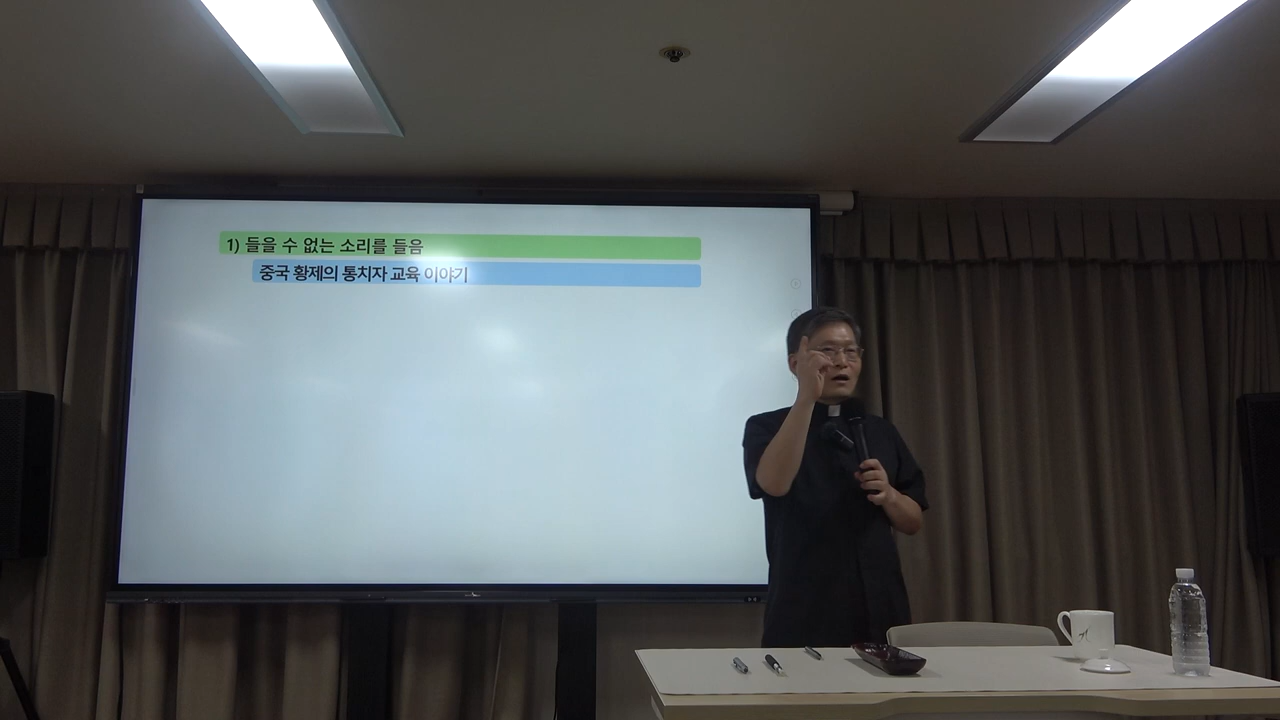 1) 들을 수 없는 소리를 들음
중국 황제의 통치자 교육 이야기